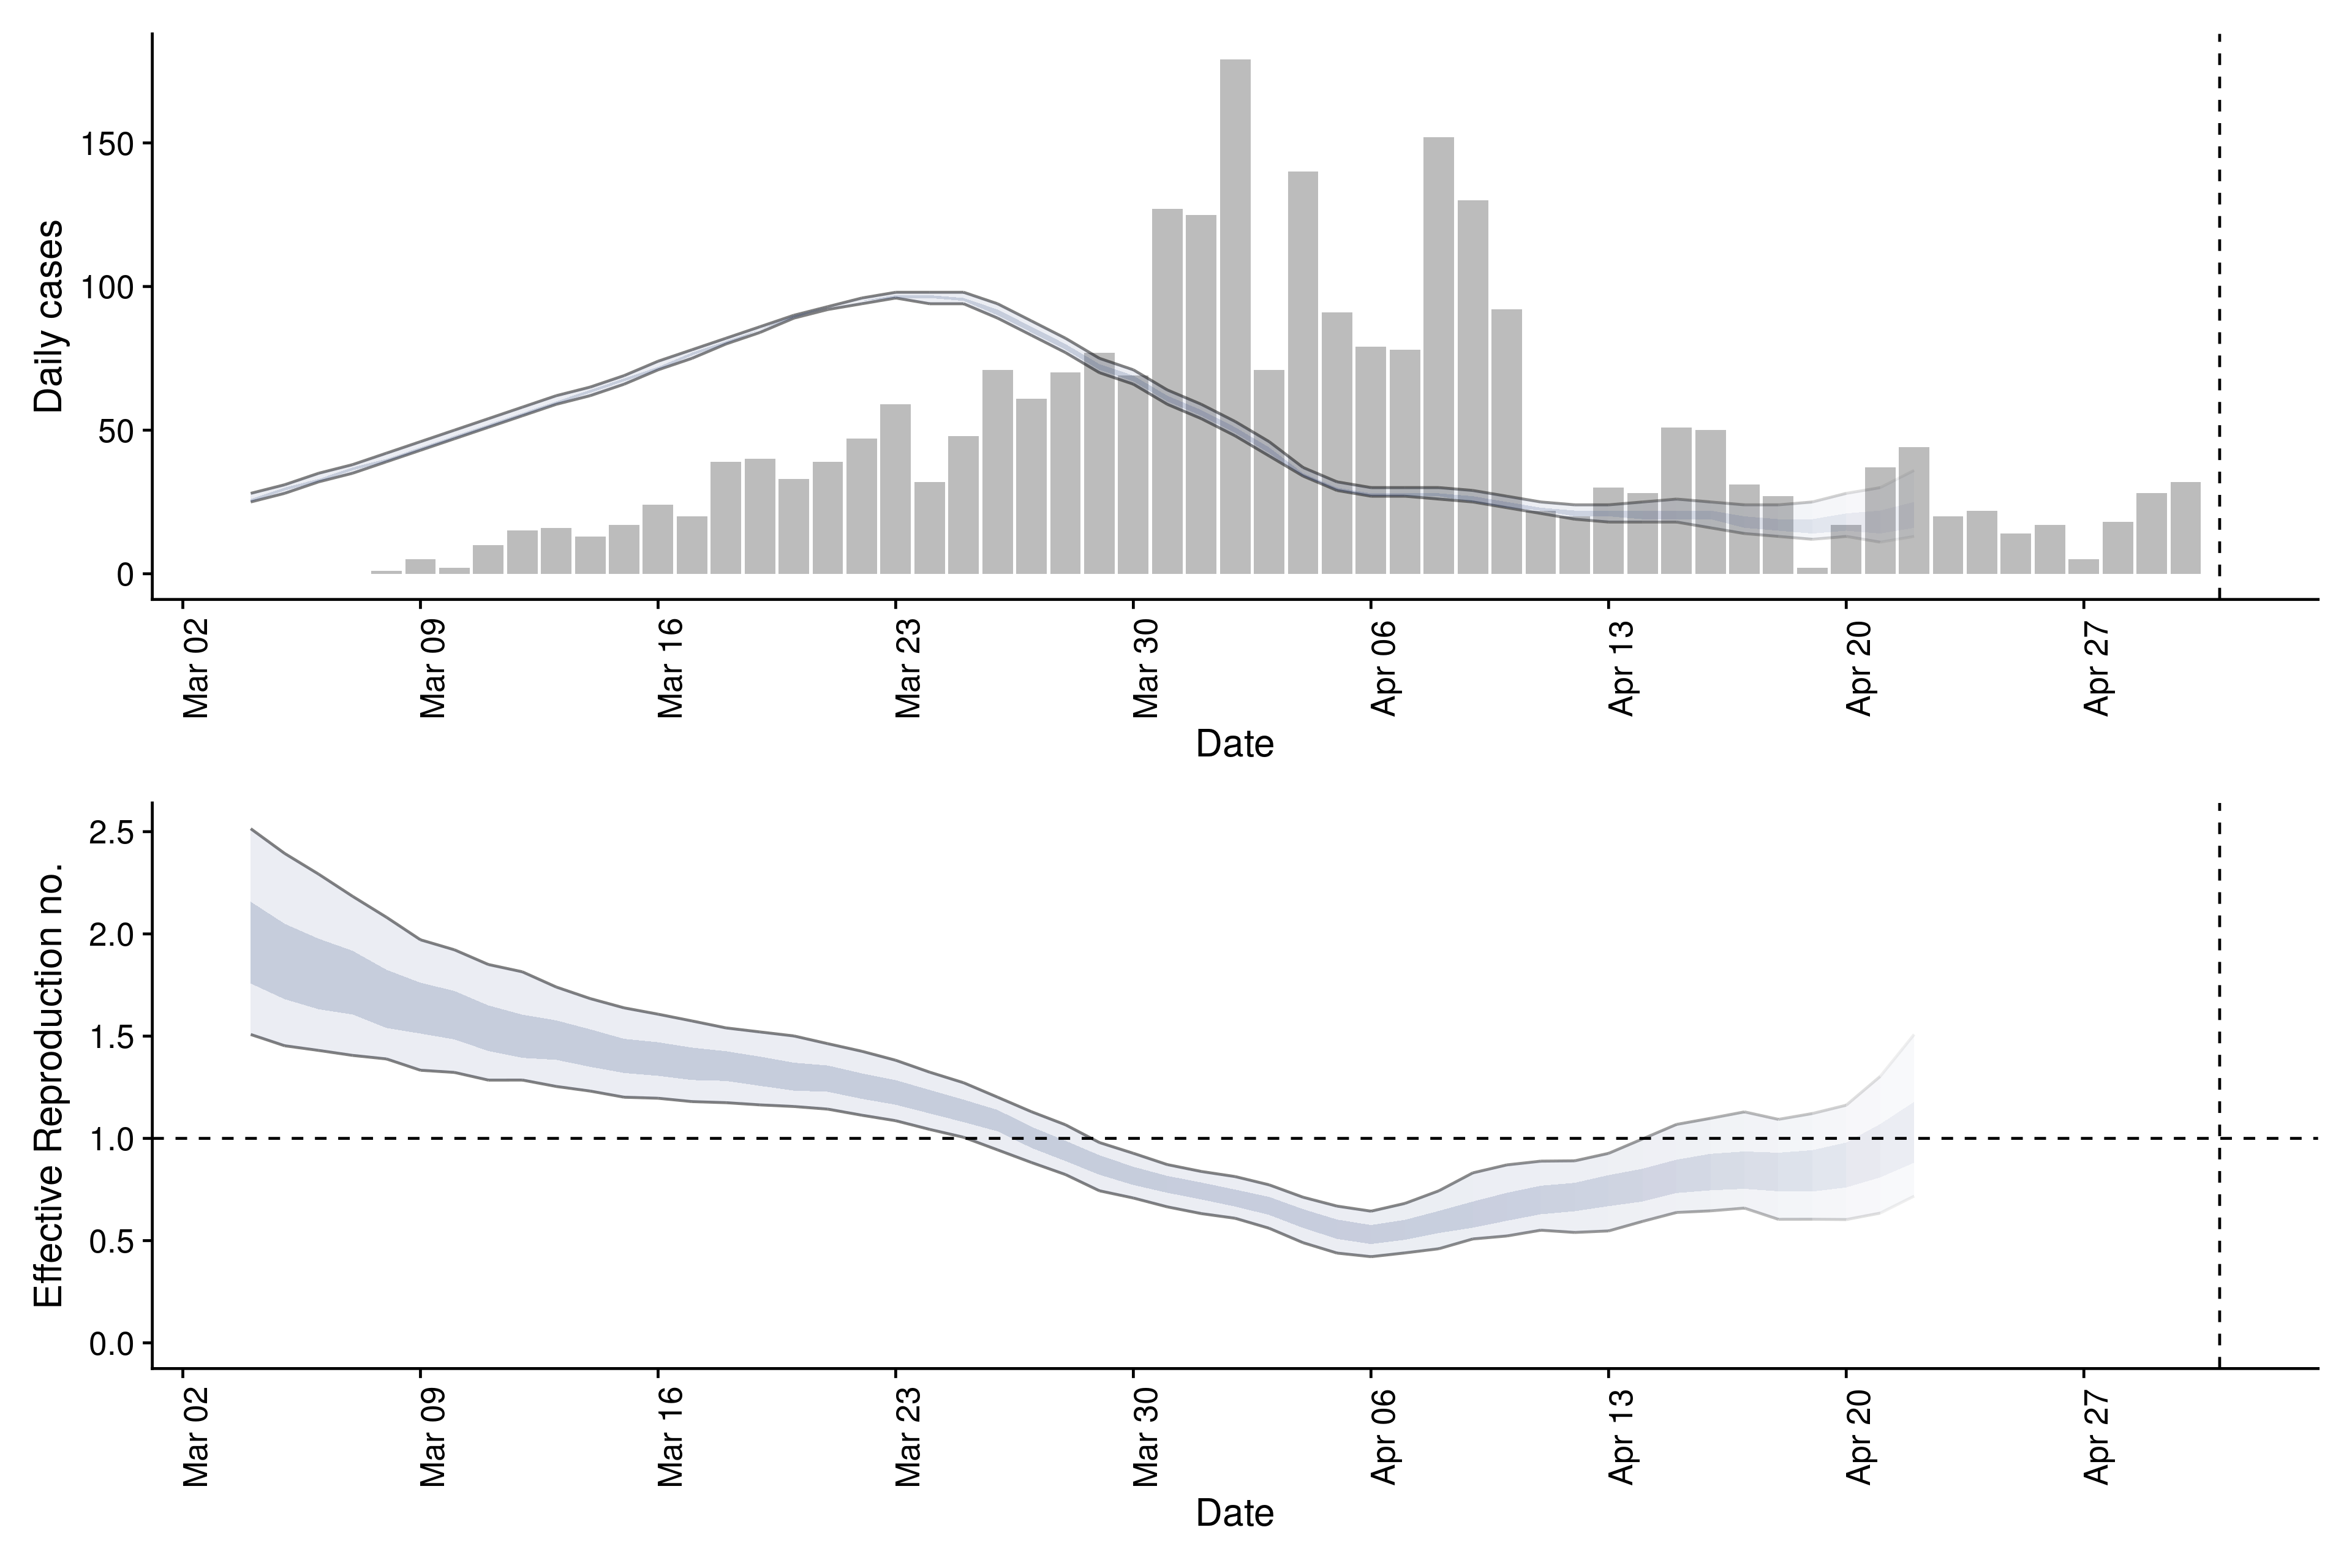 Daily cases
150
100
50
0
Mar 02
Mar 09
Mar 16
Mar 23
Mar 30
Apr 06
Apr 13
Apr 20
Apr 27
Date
Effective Reproduction no.
2.5
2.0
1.5
1.0
0.5
0.0
Mar 02
Mar 09
Mar 16
Mar 23
Mar 30
Apr 06
Apr 13
Apr 20
Apr 27
Date